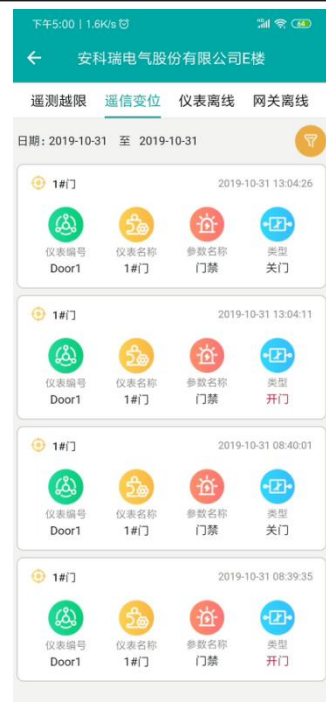 下午5:00 | 1.6K/s
64
安科瑞电气股份有限公司E楼
遥测越限 遥信变位 仪表离线 网关离线
日期: 2019-10-31 至 2019-10-31
1#门 2019-10-31 13:04:26
仪表编号 仪表名称 参数名称 类型
Door1 1#门 门禁 关门
1#门 2019-10-31 13:04:11
仪表编号 仪表名称 参数名称 类型
Door1 1#门 门禁 开门
1#门 2019-10-31 08:40:01
仪表编号 仪表名称 参数名称 类型
Door1 1#门 门禁 关门
1#门 2019-10-31 08:39:35
仪表编号 仪表名称 参数名称 类型
Door1 1#门 门禁 开门